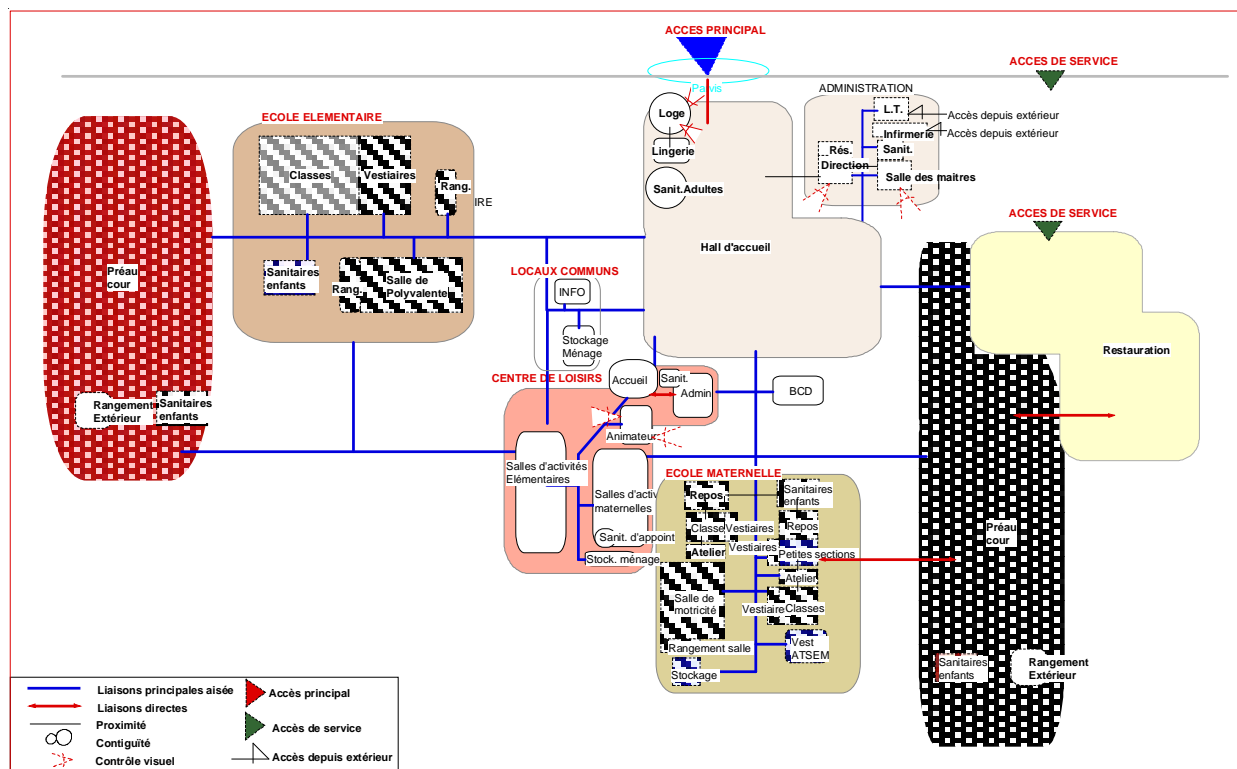 ACCES PRINCIPAL
ACCES DE SERVICE
Parvis
ADMINISTRATION
L.T.
Accès depuis extérieur
Infirmerie
Accès depuis extérieur
Rés.
Sanit.
Direction
Salle des maitres
Loge
Lingerie
Sanit.Adultes
Hall d'accueil
ECOLE ELEMENTAIRE
Classes
Vestiaires
Rang.
IRE
Sanitaires
enfants
Rang.
Salle de
Polyvalente
Préau
cour
Rangement
Extérieur
Sanitaires
enfants
LOCAUX COMMUNS
INFO
Stockage
Ménage
ACCES DE SERVICE
Restauration
CENTRE DE LOISIRS
Accueil
Sanit.
Admin
BCD
Animateur
Salles d'activités
Elémentaires
Salles d'activ
maternelles
Sanit. d'appoint
Stock. ménage
ECOLE MATERNELLE
Repos
Sanitaires
enfants
Classe
Vestiaires
Repos
Atelier
Vestiaires
Petites sections
Atelier
Salle de
motricité
Vestiaire
Classes
Rangement salle
Vest
ATSEM
Stockage
Préau
cour
Sanitaires
enfants
Rangement
Extérieur
Liaisons principales aisée
Liaisons directes
Proximité
Contiguïté
Contrôle visuel
Accès principal
Accès de service
Accès depuis extérieur